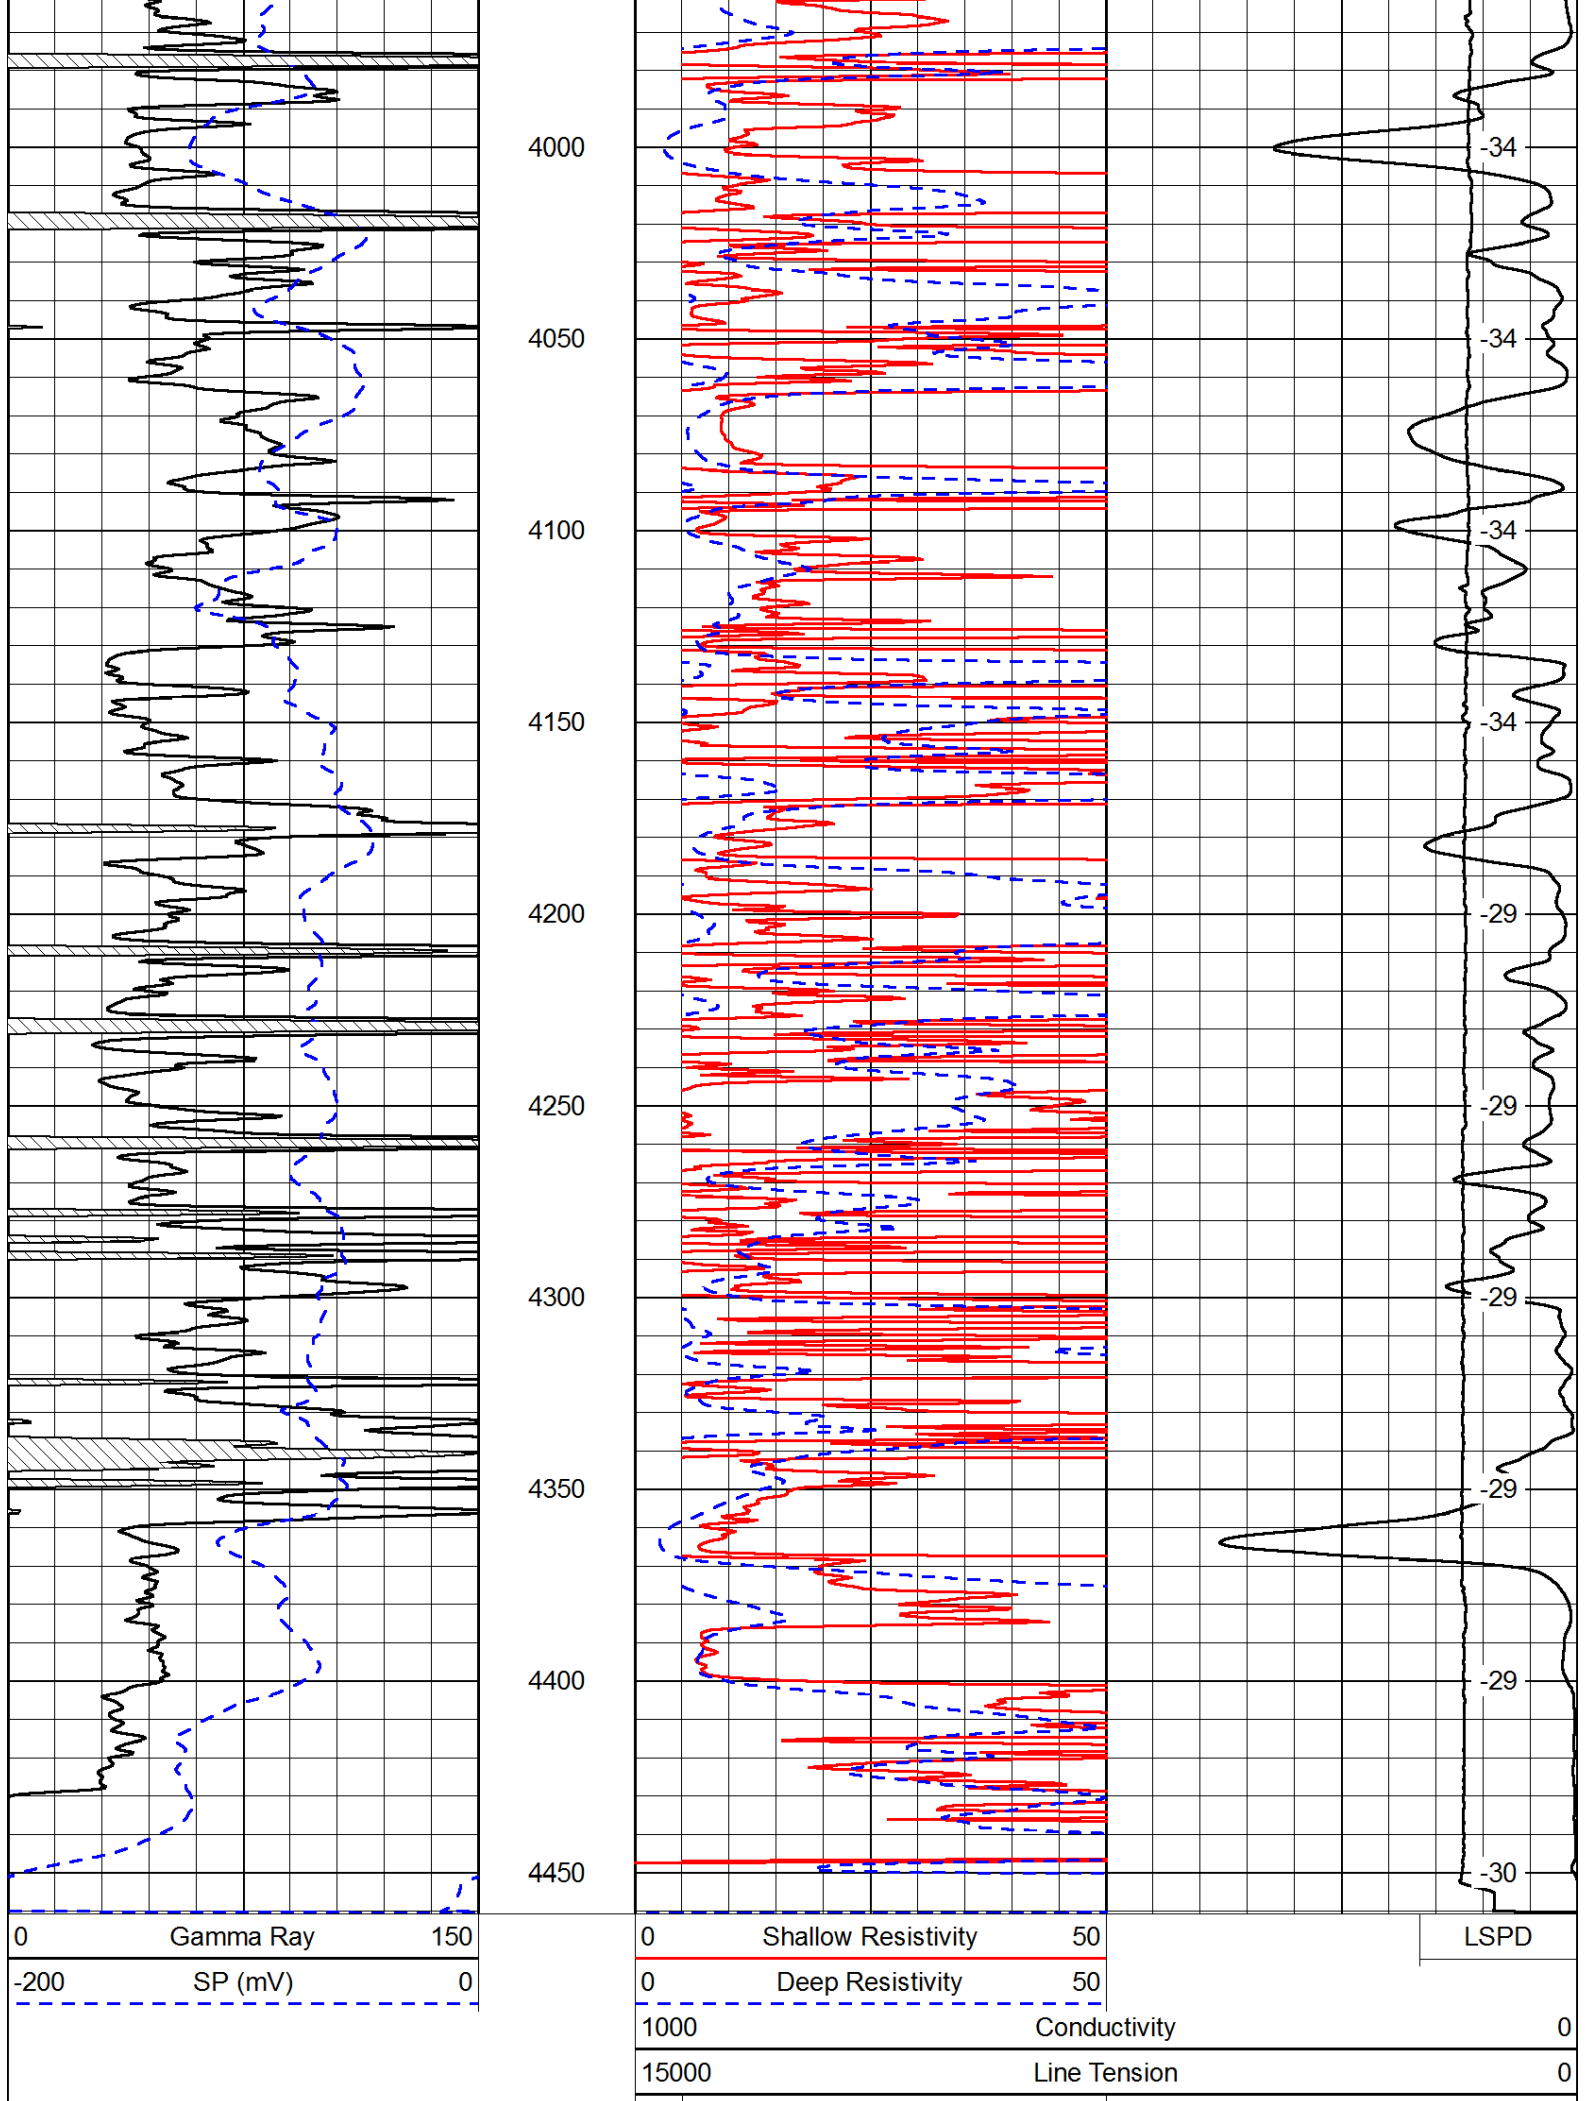 4000 -34
4050 -34
4100 -34
4150 -34
4200 -29
4250 -29
4300 -29
4350 -29
4400 -29
4450 -30
0 Gamma Ray 150 0 Shallow Resistivity 50 LSPD
-200 SP (mV) 0 0 Deep Resistivity 50
1000 Conductivity 0
15000 Line Tension 0